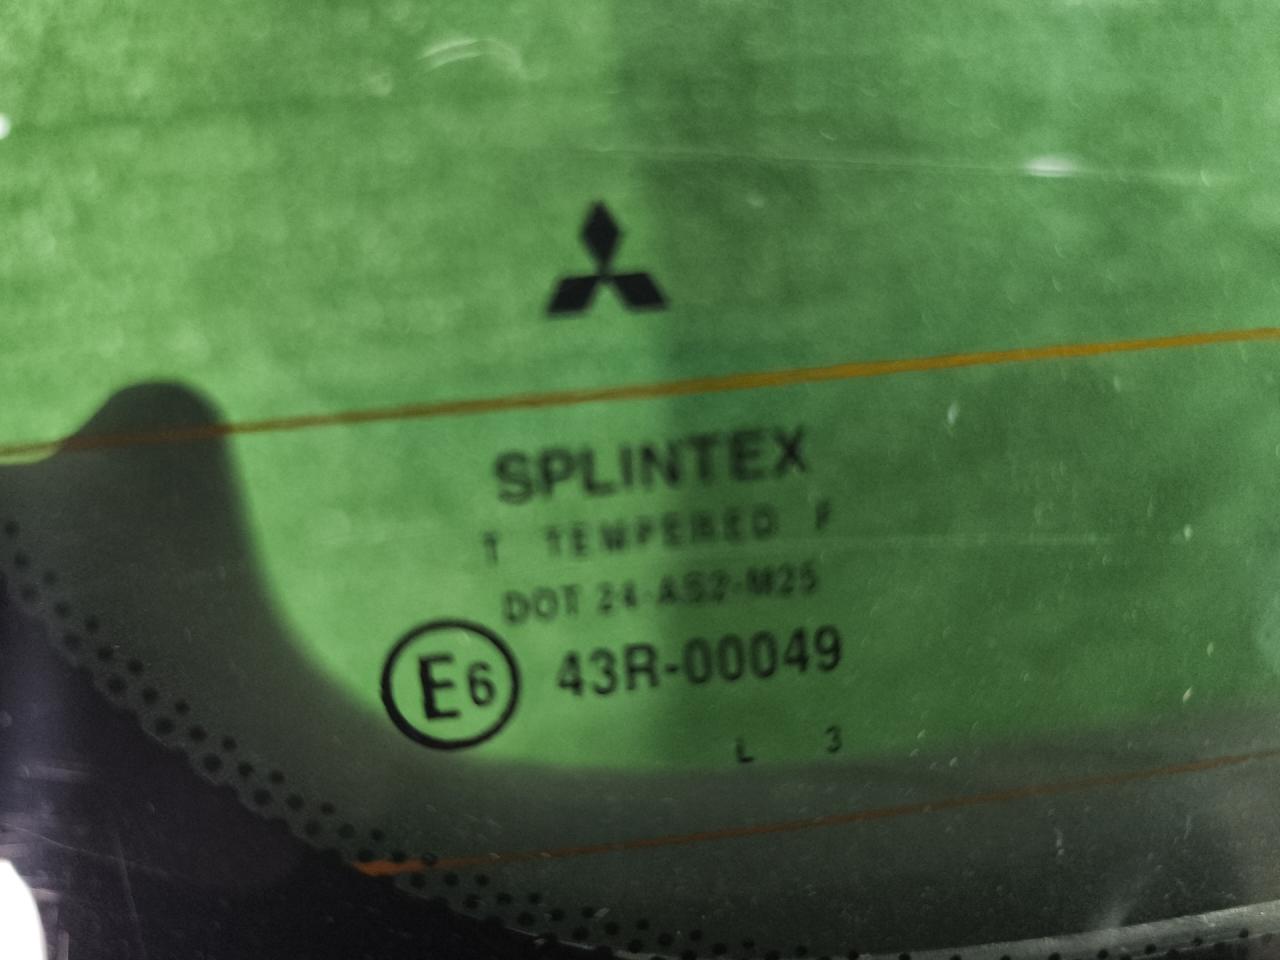 SPLINTEX
T TEMPERED F
DOT 24-AS2-M25
E6 43R-00049
L 3